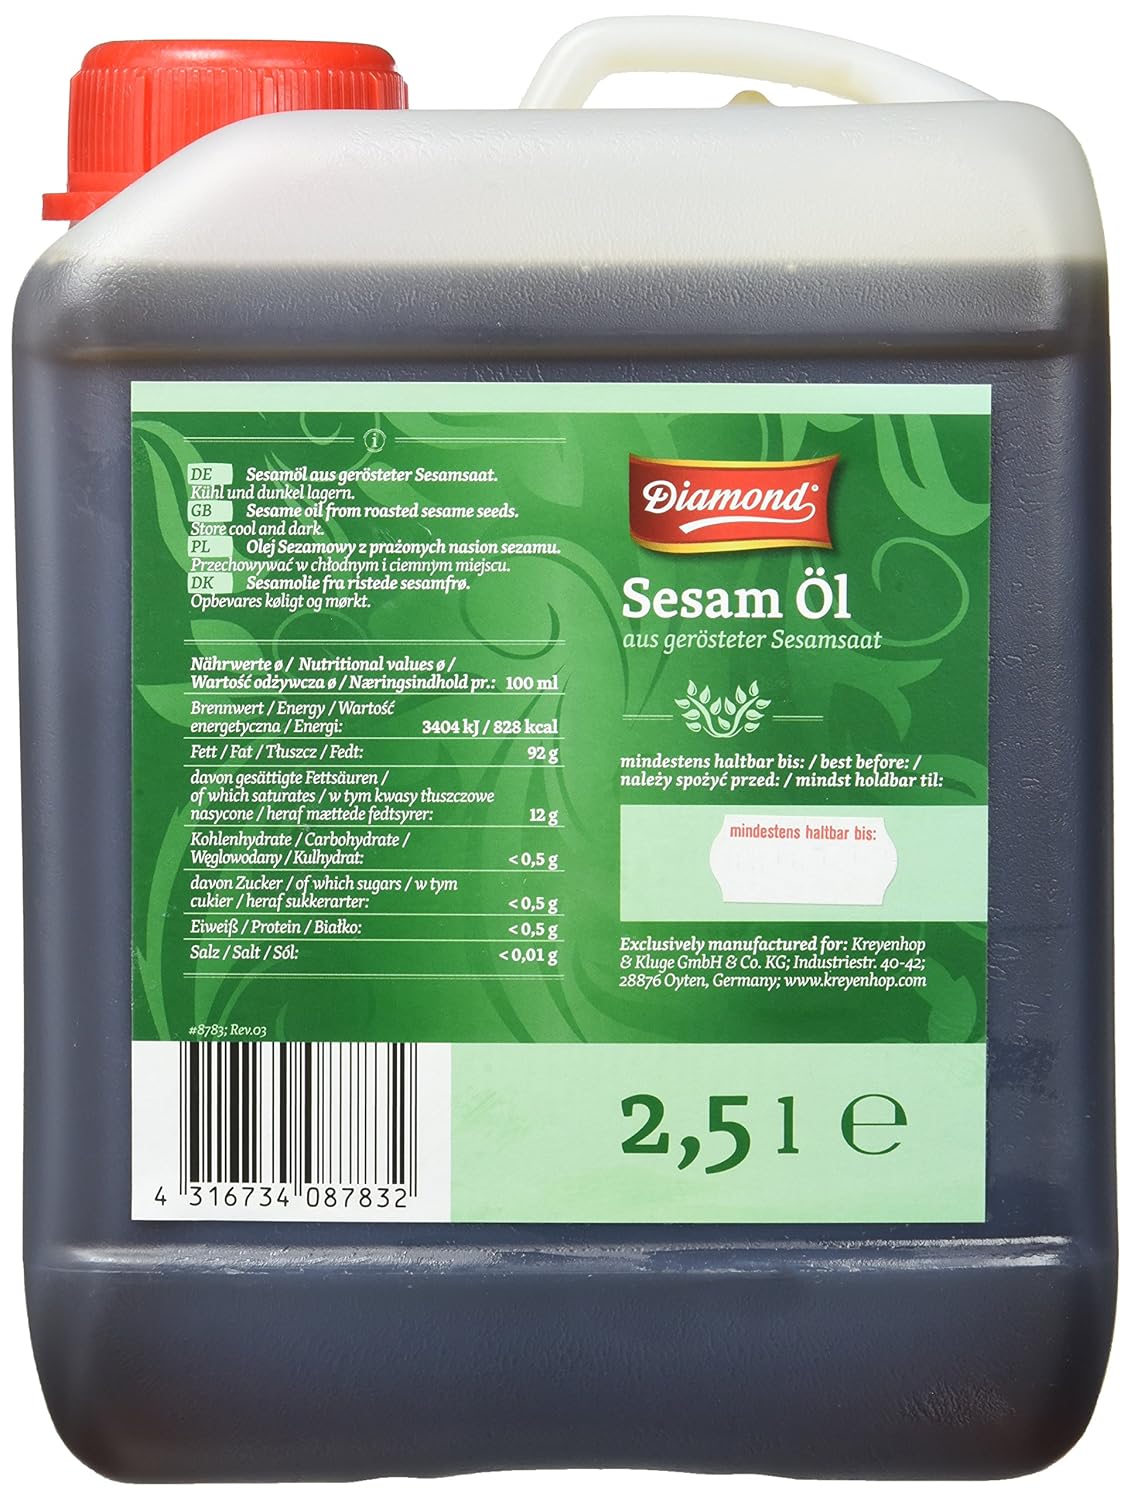 i
DE Sesamöl aus gerösteter Sesamsaat.
Kühl und dunkel lagern.
GB Sesame oil from roasted sesame seeds.
Store cool and dark.
PL Olej Sezamowy z prażonych nasion sezamu.
Przechowywać w chłodnym i ciemnym miejscu.
DK Sesamolie fra ristede sesamfrø.
Opbevares køligt og mørkt.
Nährwerte ø / Nutritional values ø /
Wartość odżywcza ø / Næringsindhold pr.: 100 ml
Brennwert / Energy / Wartość
energetyczna / Energi: 3404 kJ / 828 kcal
Fett / Fat / Tłuszcz / Fedt: 92 g
davon gesättigte Fettsäuren /
of which saturates / w tym kwasy tłuszczowe
nasycone / heraf mættede fedtsyrer: 12 g
Kohlenhydrate / Carbohydrate /
Węglowodany / Kulhydrat: < 0,5 g
davon Zucker / of which sugars / w tym
cukier / heraf sukkerarter: < 0,5 g
Eiweiß / Protein / Białko: < 0,5 g
Salz / Salt / Sól: < 0,01 g
#8783; Rev.03
4 316734 087832
Diamond®
Sesam Öl
aus gerösteter Sesamsaat
mindestens haltbar bis: / best before: /
należy spożyć przed: / mindst holdbar til:
mindestens haltbar bis:
Exclusively manufactured for: Kreyenhop
& Kluge GmbH & Co. KG; Industriestr. 40-42;
28876 Oyten, Germany; www.kreyenhop.com
2,5 l ℮